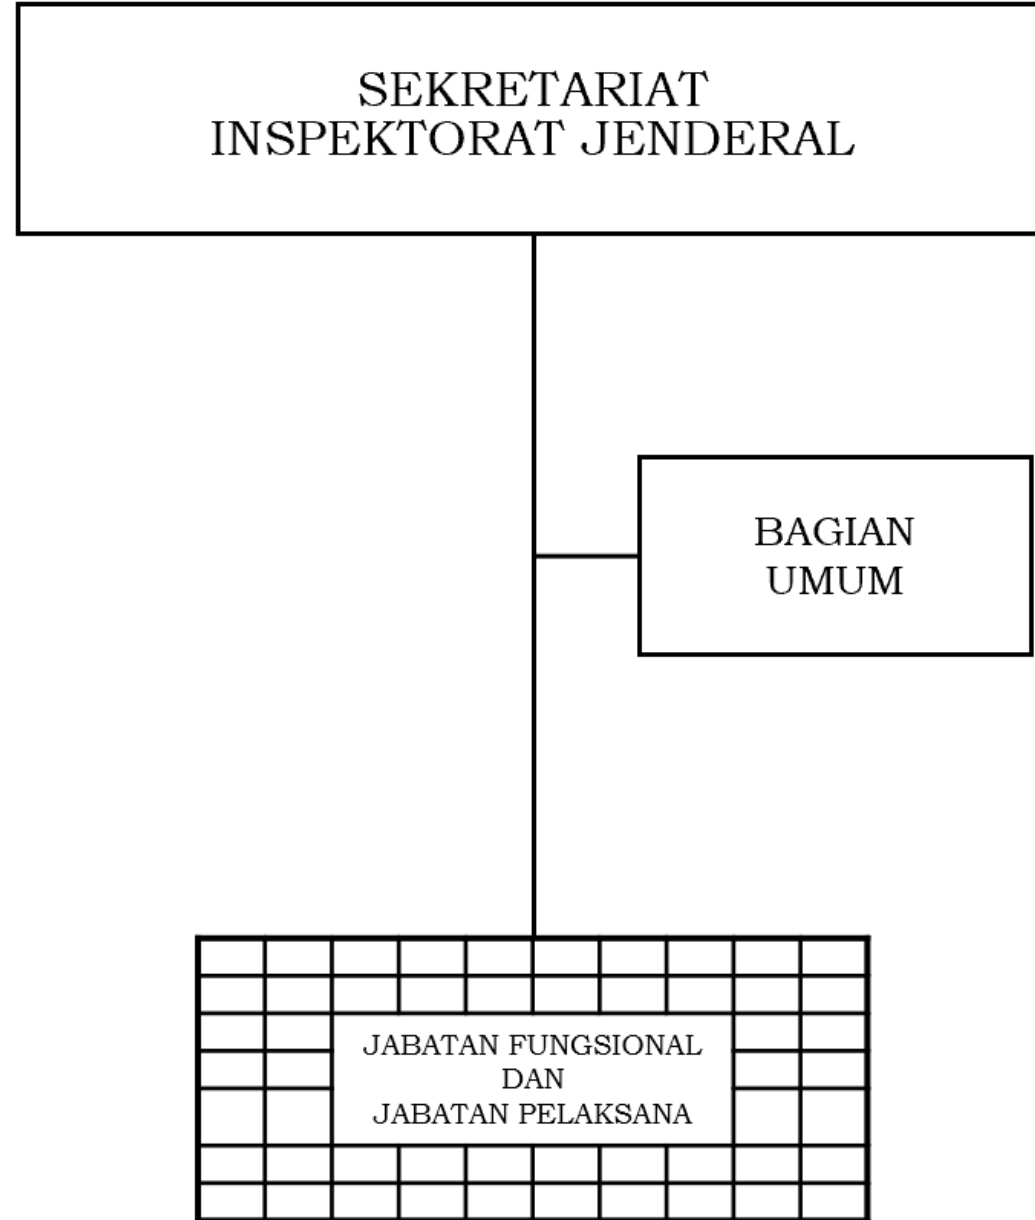 SEKRETARIAT
INSPEKTORAT JENDERAL
BAGIAN
UMUM
JABATAN FUNGSIONAL
DAN
JABATAN PELAKSANA